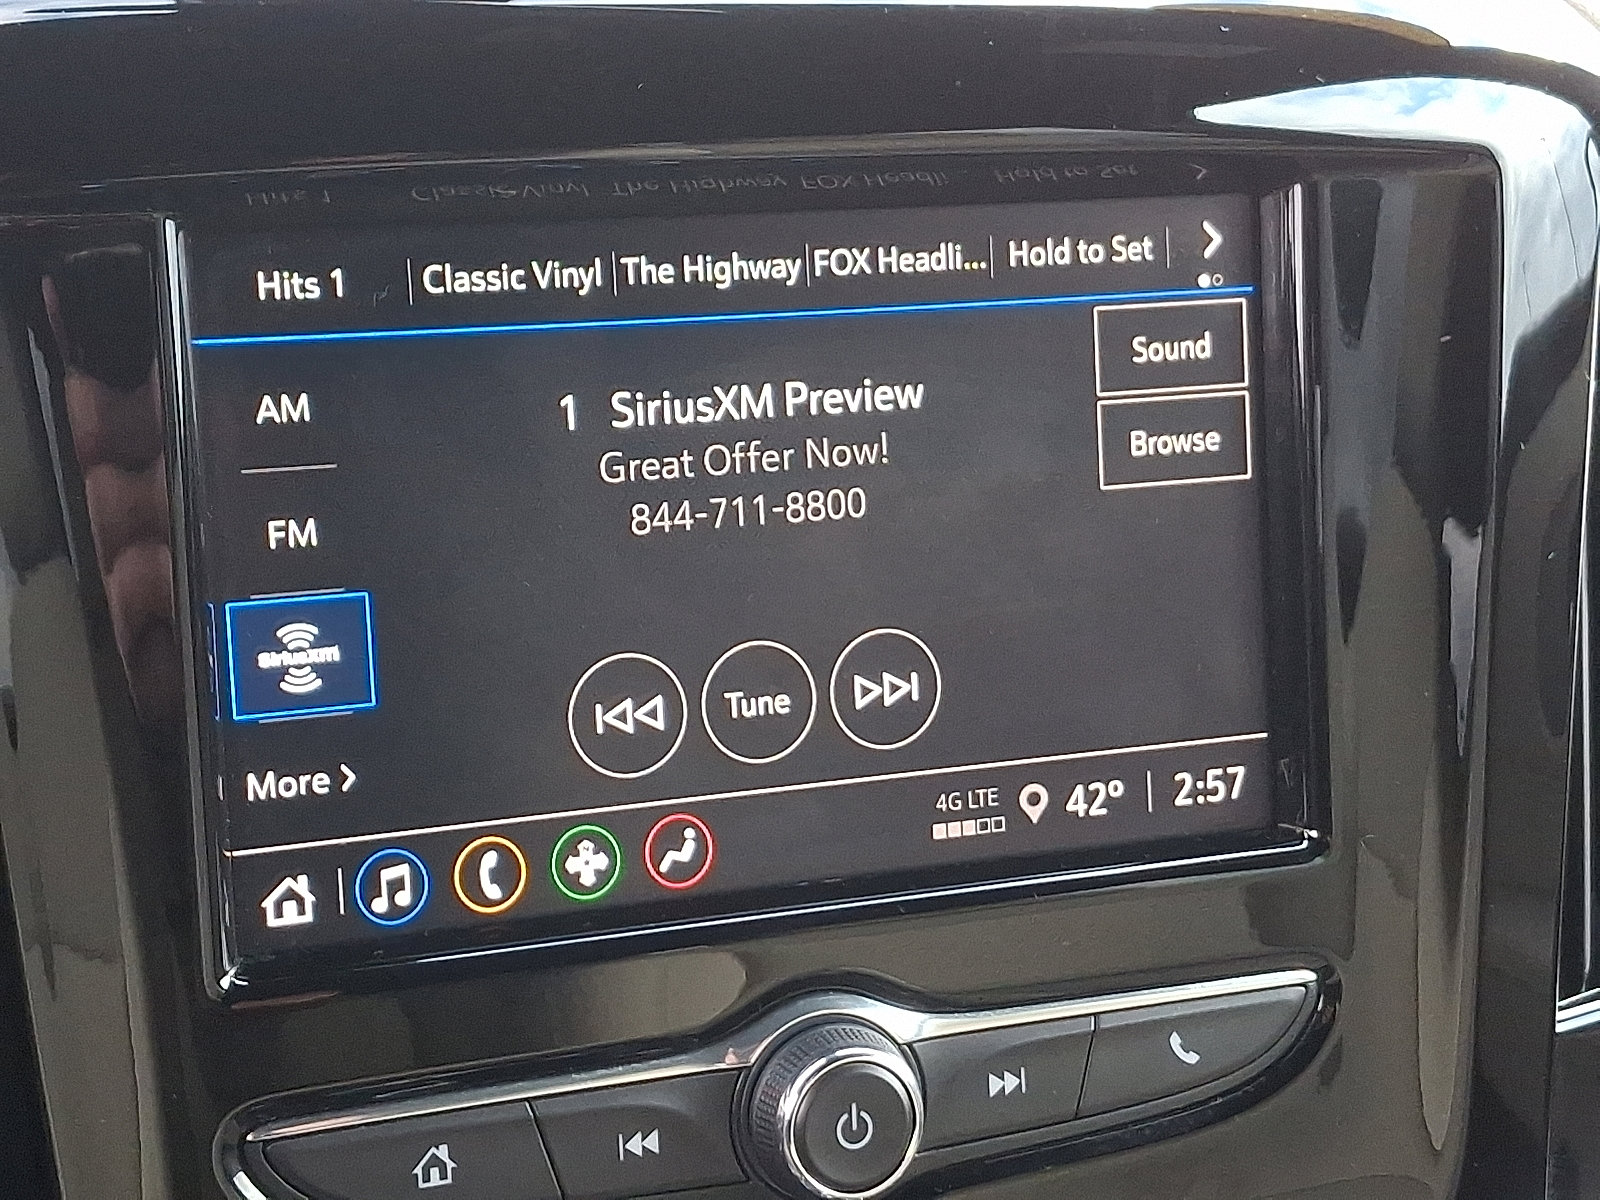 Hits 1 Classic Vinyl The Highway FOX Headli... Hold to Set
Sound
Browse
AM
FM
siriusxm
More
1 SiriusXM Preview
Great Offer Now!
844-711-8800
Tune
4G LTE 42° 2:57